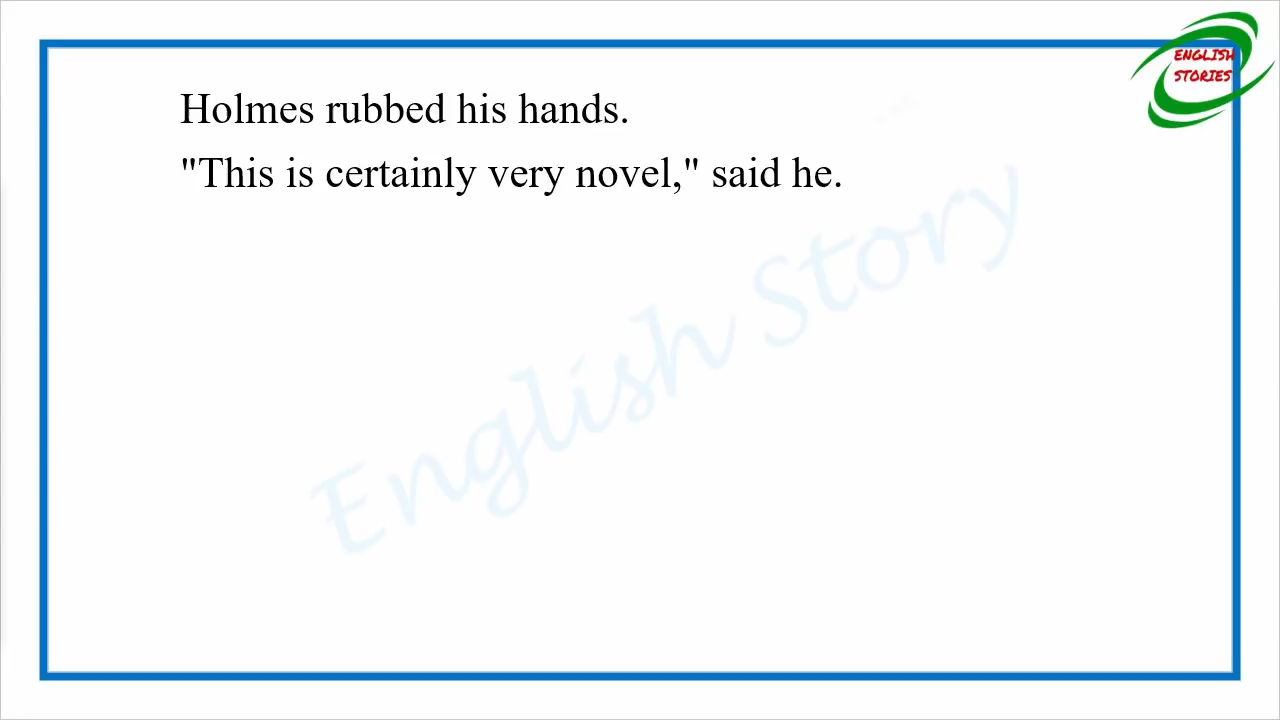 ENGLISH
STORIES
Holmes rubbed his hands.
"This is certainly very novel," said he.
English Story